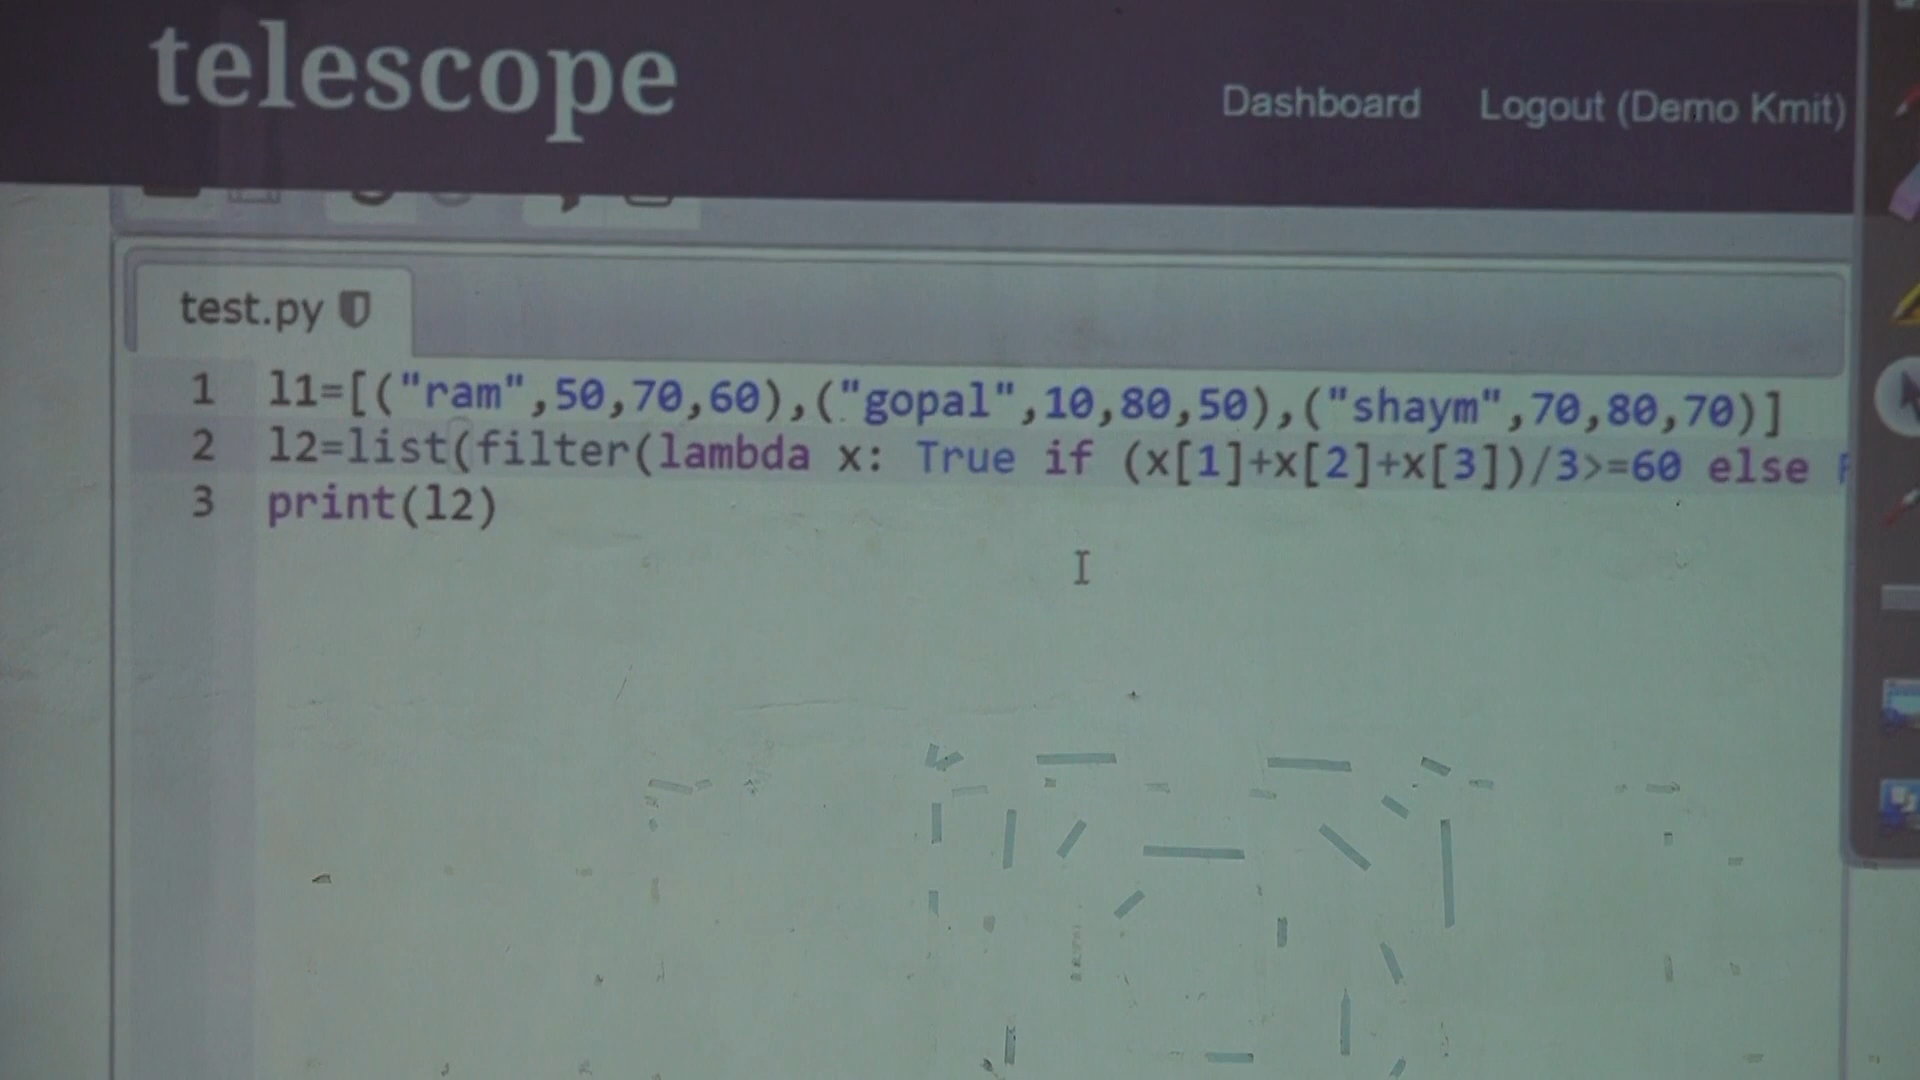 telescope
Dashboard Logout (Demo Kmit)
test.py
1 l1=[("ram",50,70,60),("gopal",10,80,50),("shaym",70,80,70)]
2 l2=list(filter(lambda x: True if (x[1]+x[2]+x[3])/3>=60 else
3 print(l2)